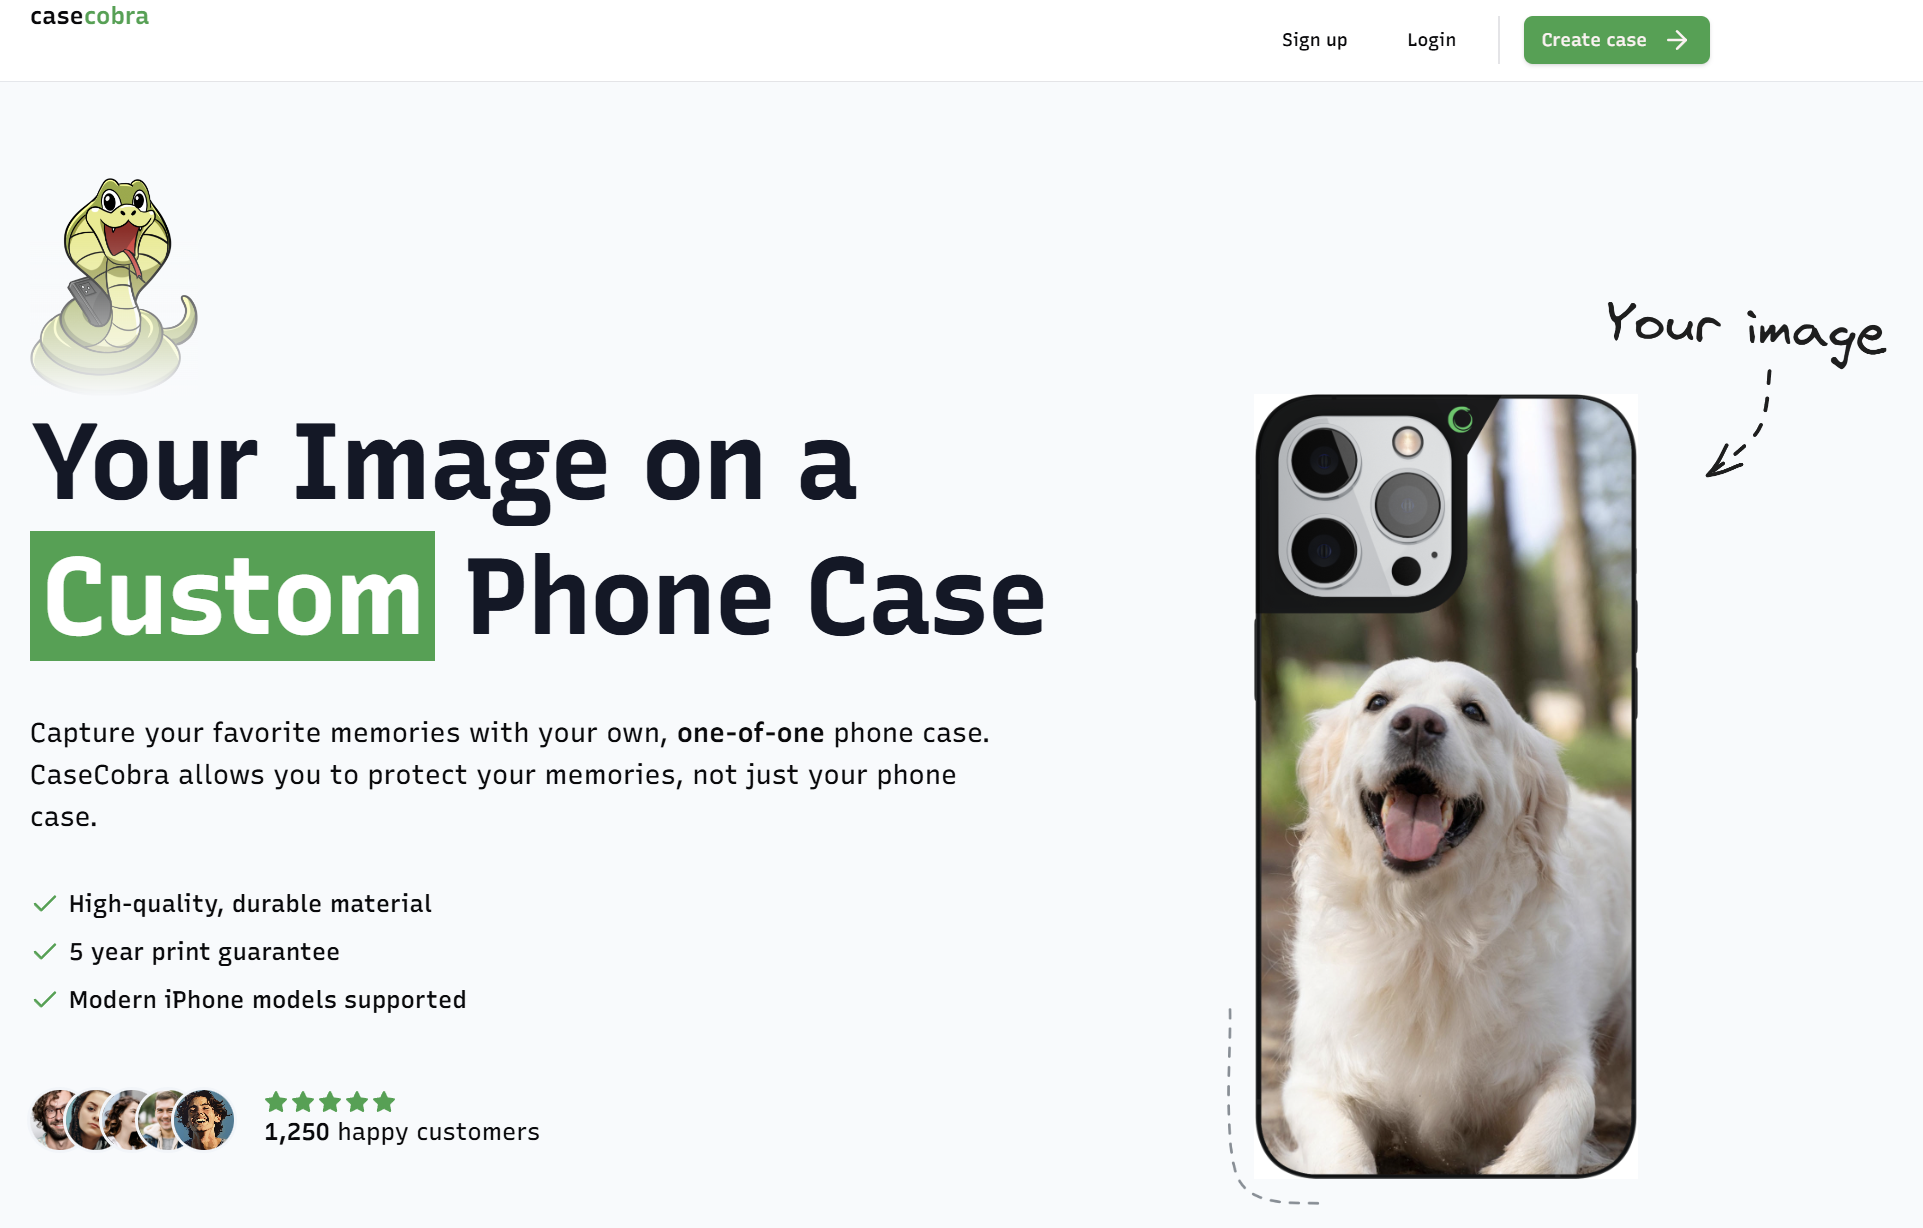 casecobra
Sign up
Login
Create case
Your image
Your Image on a
Custom Phone Case
Capture your favorite memories with your own, one-of-one phone case.
CaseCobra allows you to protect your memories, not just your phone
case.
High-quality, durable material
5 year print guarantee
Modern iPhone models supported
1,250 happy customers